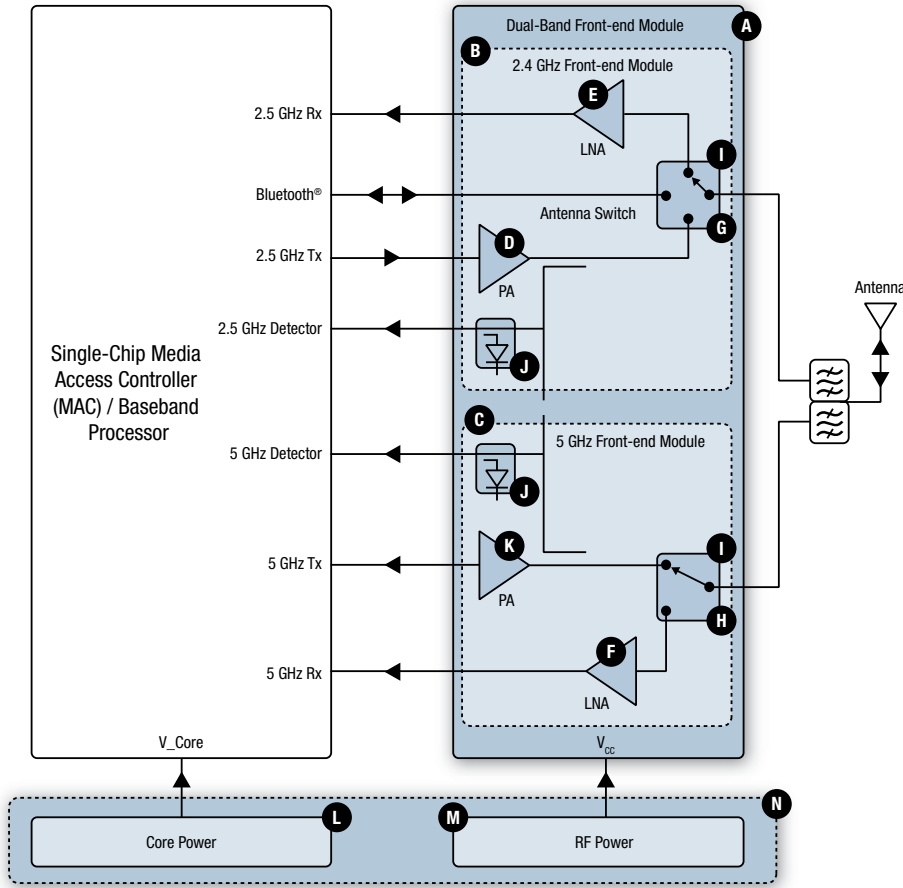 Dual-Band Front-end Module
A
B
2.4 GHz Front-end Module
E
2.5 GHz Rx
LNA
I
Bluetooth®
Antenna Switch
G
D
2.5 GHz Tx
PA
Antenna
2.5 GHz Detector
J
Single-Chip Media
Access Controller
(MAC) / Baseband
Processor
C
5 GHz Front-end Module
5 GHz Detector
J
K
I
5 GHz Tx
PA
H
F
5 GHz Rx
LNA
V_Core
Vcc
N
L
M
Core Power
RF Power